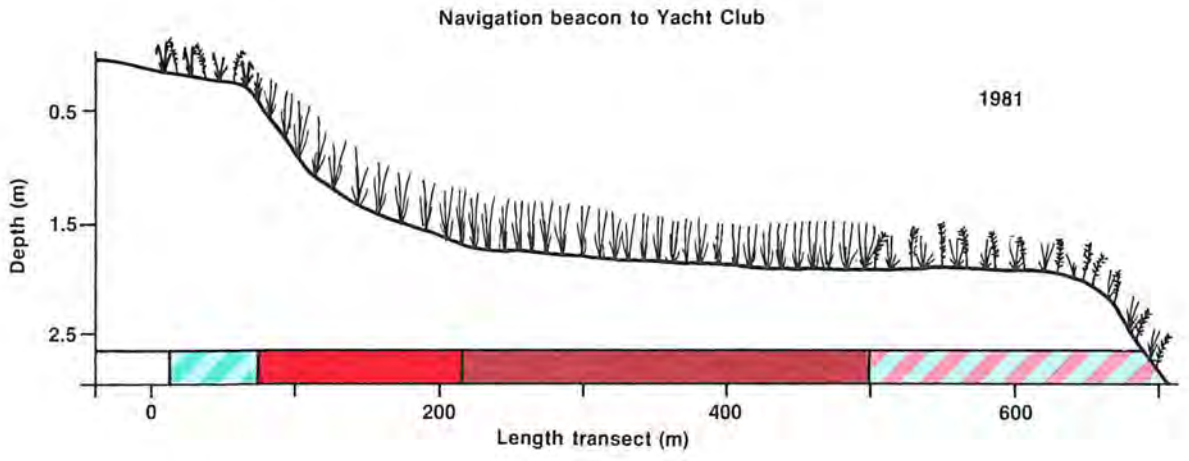 Navigation beacon to Yacht Club
1981
0.5
1.5
2.5
Depth (m)
0 200 400 600
Length transect (m)